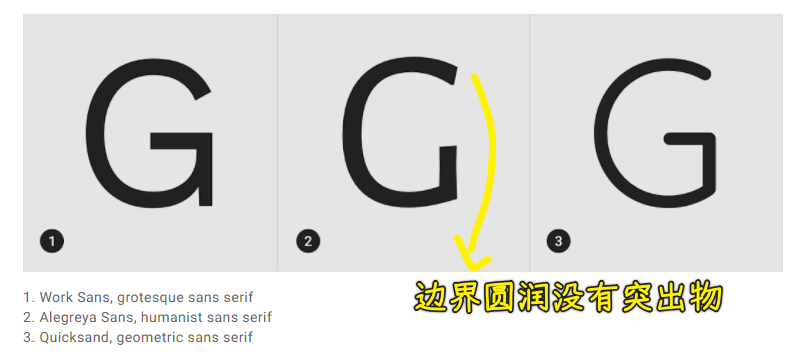 G G G
1 2 3
边界圆润没有突出物
1. Work Sans, grotesque sans serif
2. Alegreya Sans, humanist sans serif
3. Quicksand, geometric sans serif